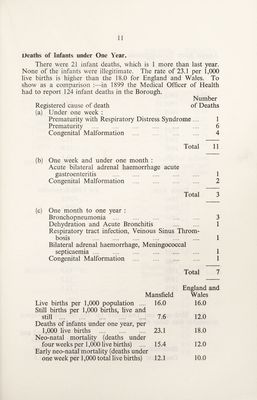 11
Deaths of Infants under One Year.
There were 21 infant deaths, which is 1 more than last year.
None of the infants were illegitimate. The rate of 23.1 per 1,000
live births is higher than the 18.0 for England and Wales. To
show as a comparison :—in 1899 the Medical Officer of Health
had to report 124 infant deaths in the Borough.
Number
Registered cause of death of Deaths
(a) Under one week :
Prematurity with Respiratory Distress Syndrome ... 1
Prematurity ... ... ... ... ... 6
Congenital Malformation ... ... ... ... 4
Total 11
(b) One week and under one month :
Acute bilateral adrenal haemorrhage acute
gastroenteritis ... ... ... ... 1
Congenital Malformation ... ... ... ... 2
Total 3
(c) One month to one year :
Bronchopneumonia ... ... ... ... 3
Dehydration and Acute Bronchitis ... ... 1
Respiratory tract infection, Veinous Sinus Throm-
bosis ... ... ... ... ... 1
Bilateral adrenal haemorrhage, Meningococcal
septicaemia ... ... ... ... 1
Congenital Malformation ... ... ... 1
Total 7
England and
Mansfield Wales
Live births per 1,000 population ... 16.0 16.0
Still births per 1,000 births, live and
still ... ... ... ... 7.6 12.0
Deaths of infants under one year, per
1,000 live births ... ... 23.1 18.0
Neo-natal mortality (deaths under
four weeks per 1,000 live births) ... 15.4 12.0
Early neo-natal mortality (deaths under
one week per 1,000 total live births) 12.1 10.0